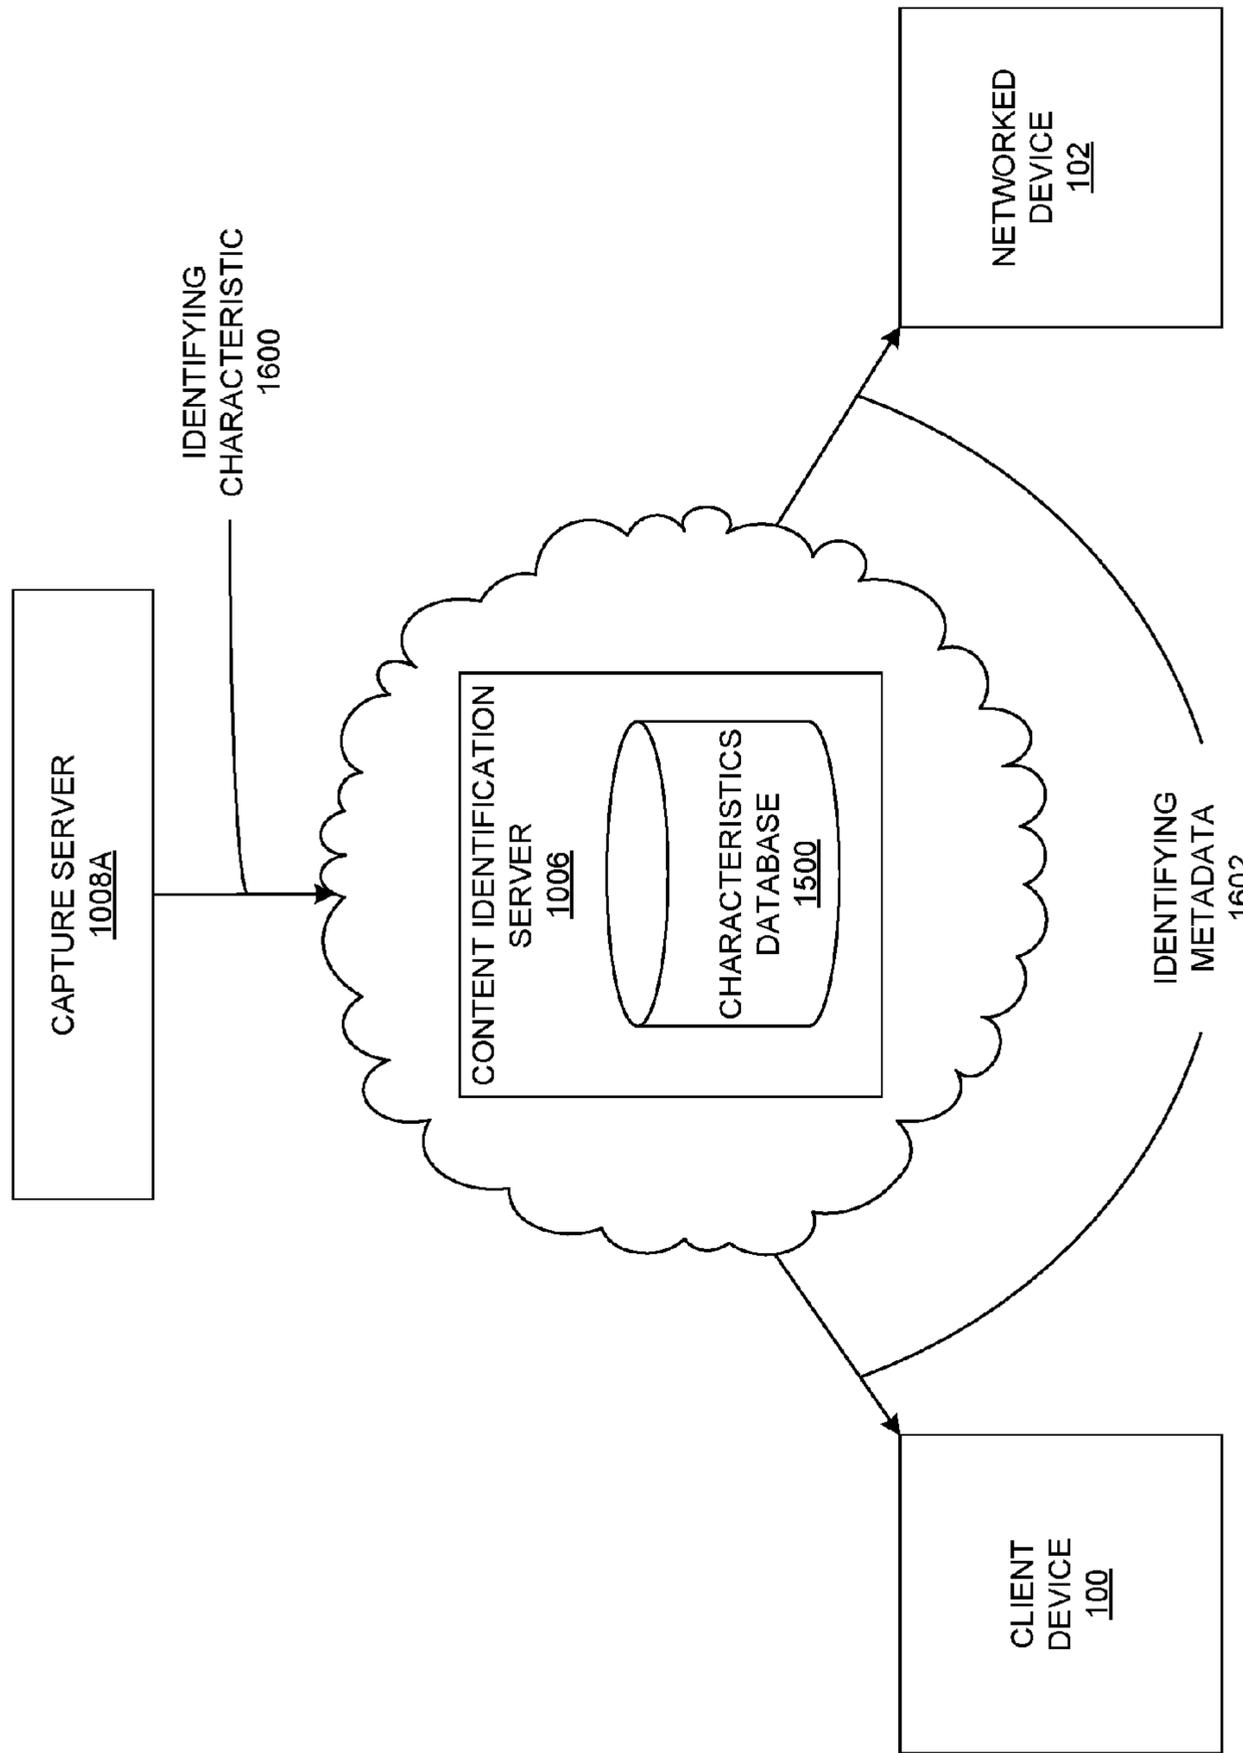 CAPTURE SERVER
1008A
IDENTIFYING
CHARACTERISTIC
1600
CONTENT IDENTIFICATION
SERVER
1006
CHARACTERISTICS
DATABASE
1500
CLIENT
DEVICE
100
IDENTIFYING
METADATA
1602
NETWORKED
DEVICE
102